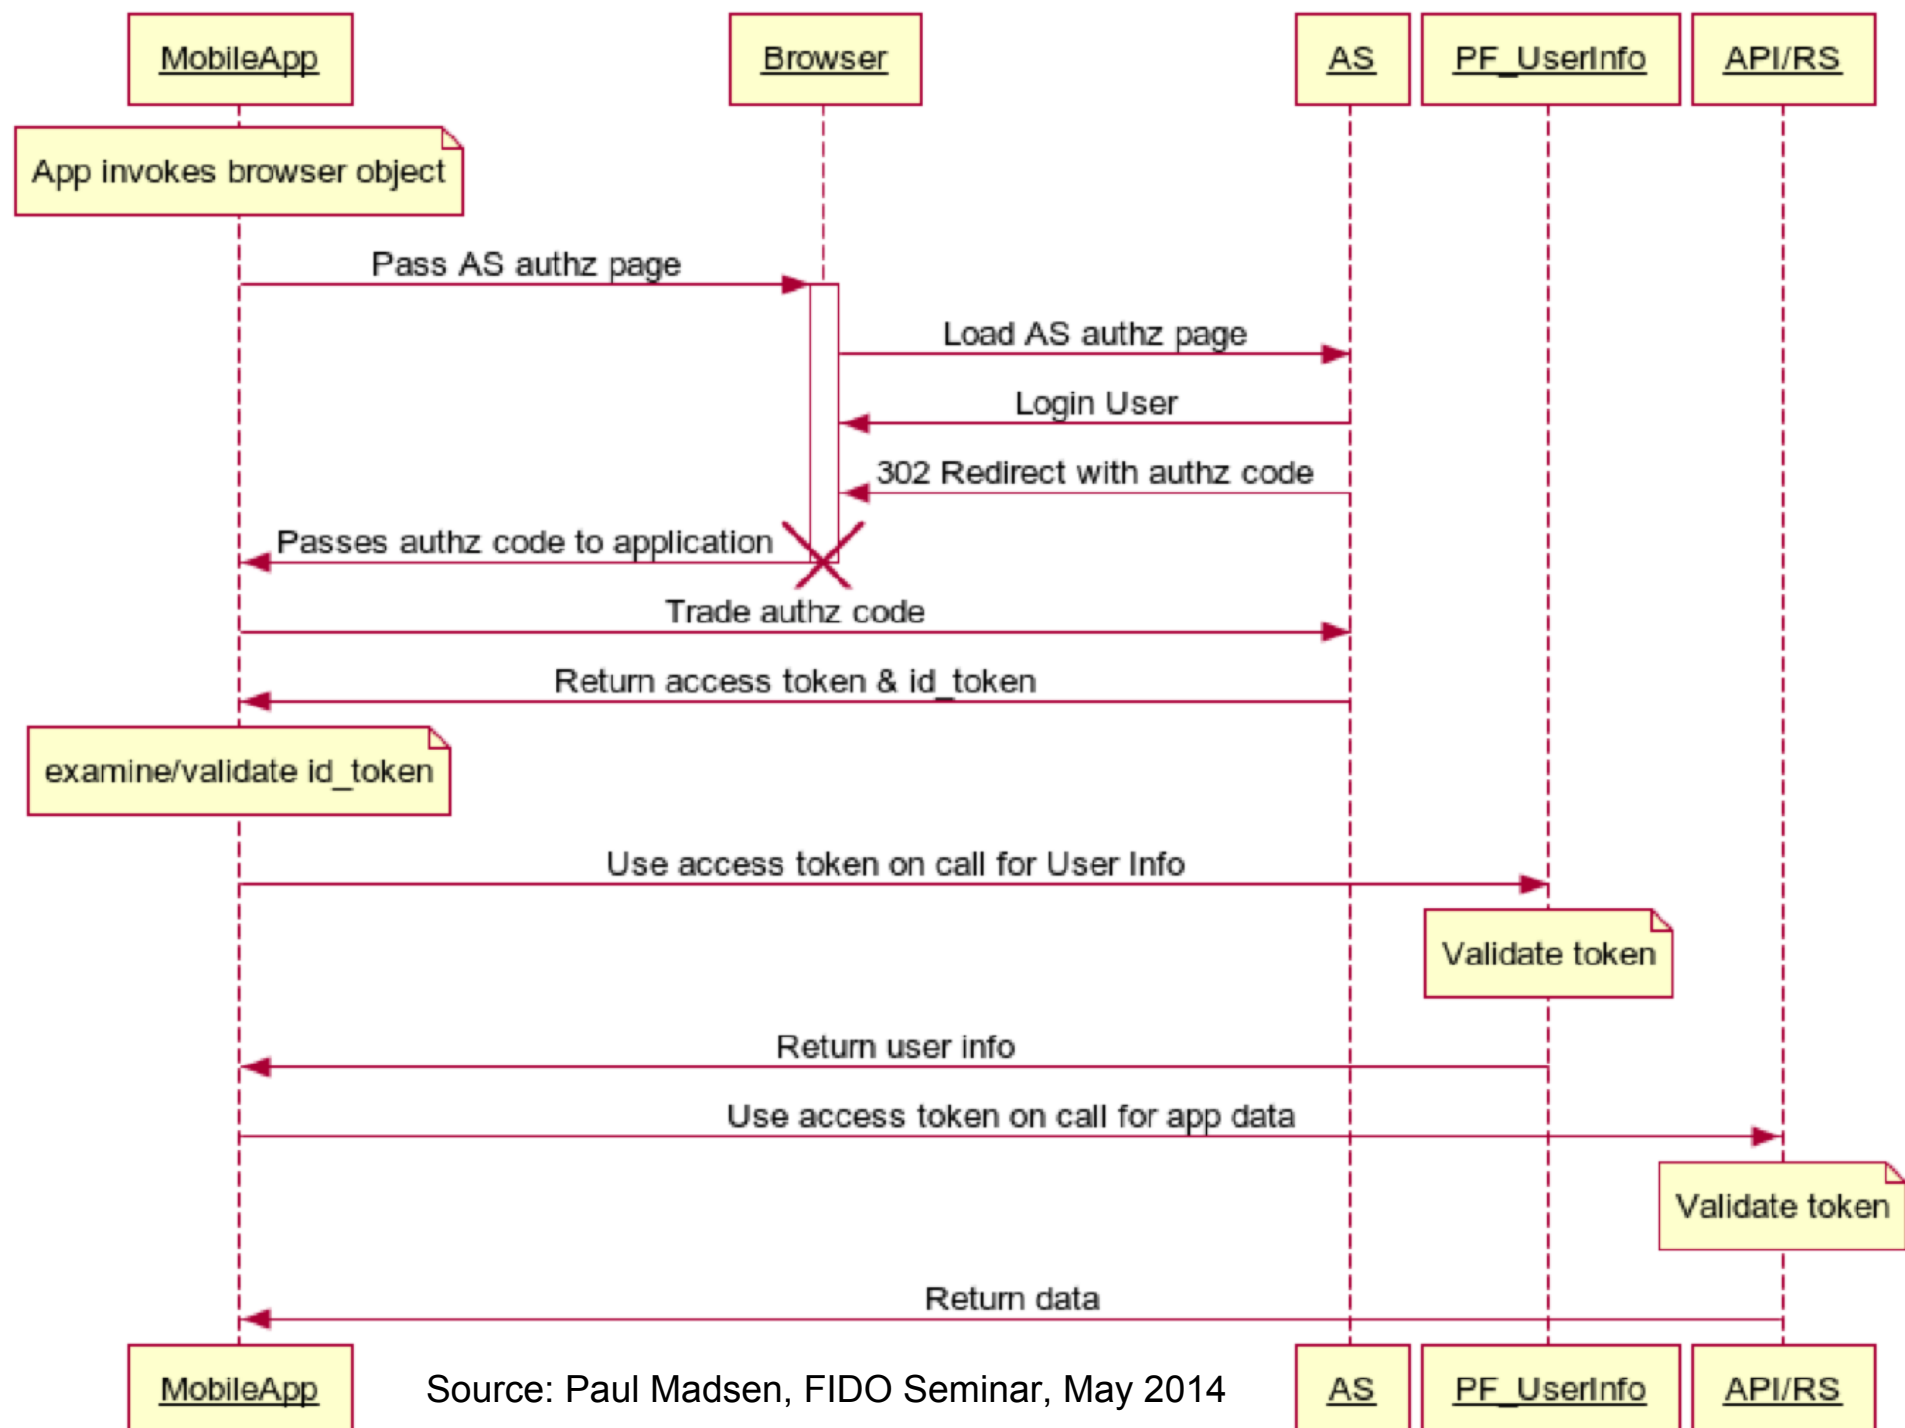 MobileApp
Browser
AS
PF_UserInfo
API/RS
App invokes browser object
Pass AS authz page
Load AS authz page
Login User
302 Redirect with authz code
Passes authz code to application
Trade authz code
Return access token & id_token
examine/validate id_token
Use access token on call for User Info
Validate token
Return user info
Use access token on call for app data
Validate token
Return data
MobileApp
Source: Paul Madsen, FIDO Seminar, May 2014
AS
PF_UserInfo
API/RS